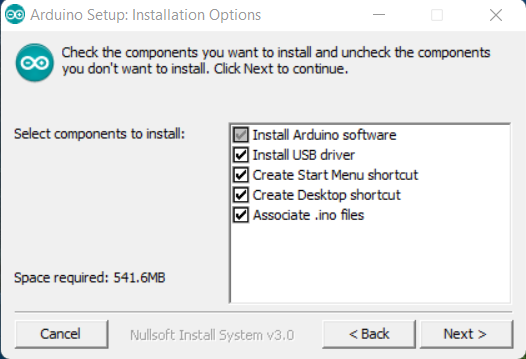 Arduino Setup: Installation Options
Check the components you want to install and uncheck the components
you don't want to install. Click Next to continue.
Select components to install:
Install Arduino software
Install USB driver
Create Start Menu shortcut
Create Desktop shortcut
Associate .ino files
Space required: 541.6MB
Cancel
Nullsoft Install System v3.0
< Back
Next >